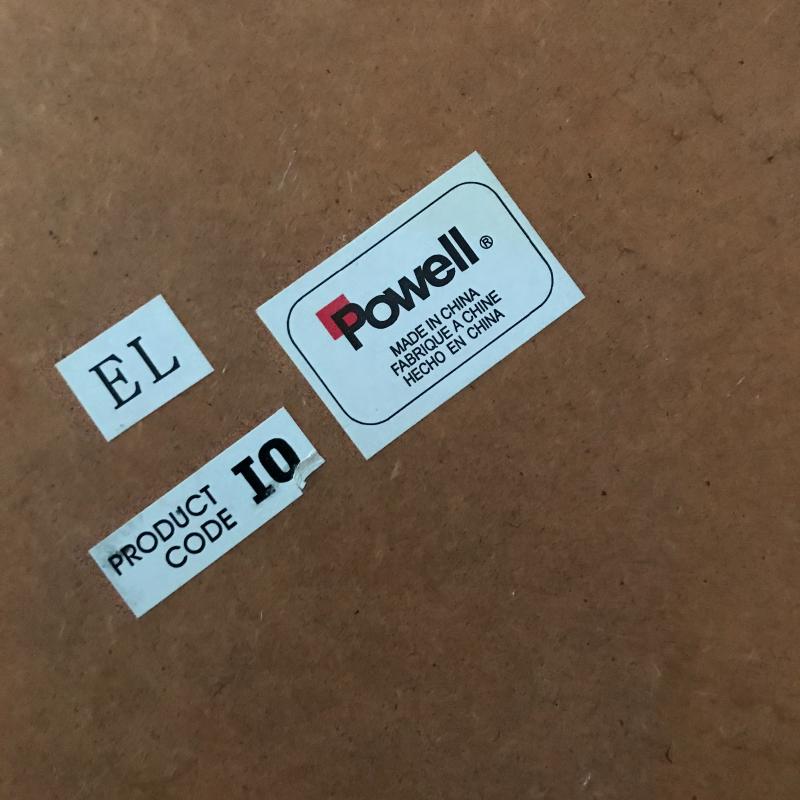 Powell®
MADE IN CHINA
FABRIQUE A CHINE
HECHO EN CHINA
EL
PRODUCT
CODE
IO